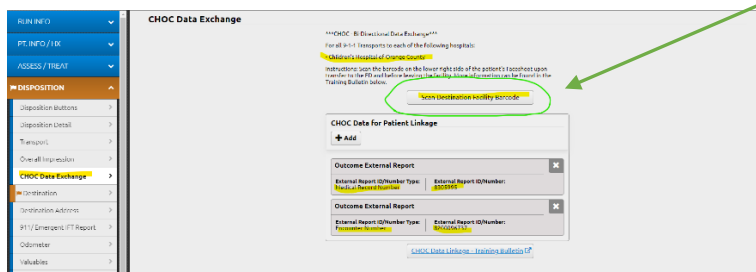 RUN INFO
PT. INFO / HX
ASSESS / TREAT
DISPOSITION
Disposition Buttons
Disposition Detail
Transport
Overall Impression
CHOC Data Exchange
Destination
Destination Address
911/ Emergent IFT Report
Odometer
Valuables
CHOC Data Exchange
***CHOC - Bi-Directional Data Exchange***
For all 9-1-1 Transports to each of the following hospitals:
- Children's Hospital of Orange County
Instructions: Scan the barcode on the lower right side of the patient's Facesheet upon
transfer to the ED and before leaving the facility. More information can be found in the
Training Bulletin below.
Scan Destination Facility Barcode
CHOC Data for Patient Linkage
+ Add
Outcome External Report
External Report ID/Number Type: External Report ID/Number:
Medical Record Number
Outcome External Report
External Report ID/Number Type: External Report ID/Number:
Encounter Number
CHOC Data Linkage - Training Bulletin